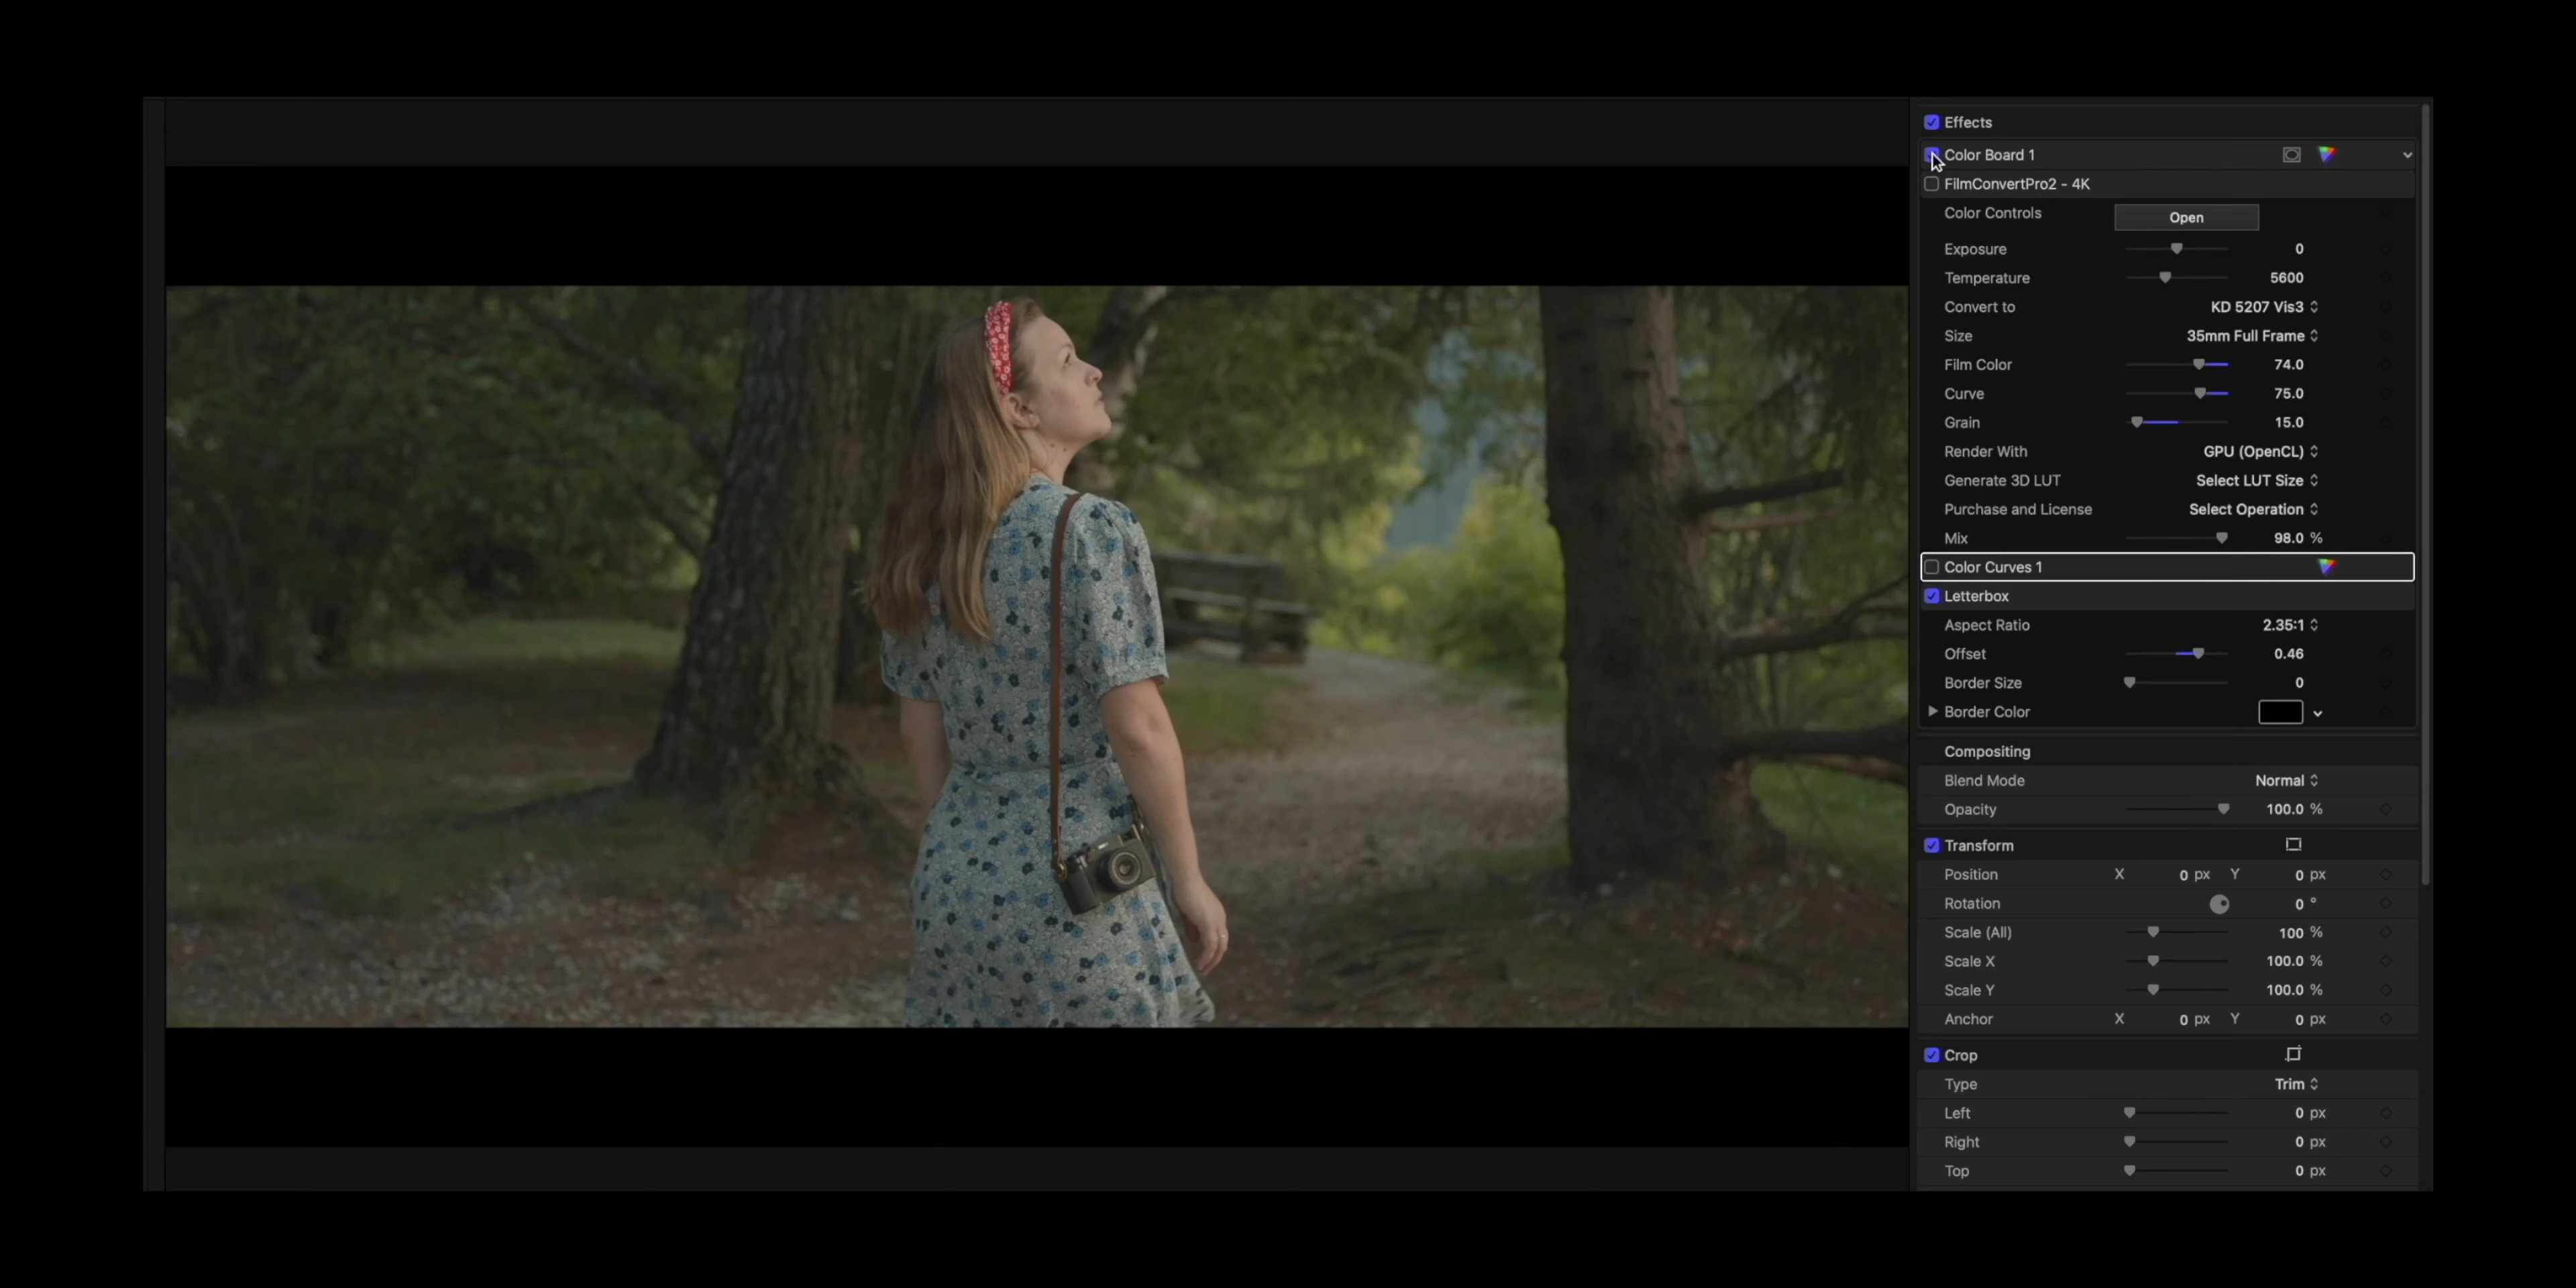 Effects
Color Board 1
FilmConvertPro2 - 4K
Color Controls Open
Exposure 0
Temperature 5600
Convert to KD 5207 Vis3
Size 35mm Full Frame
Film Color 74.0
Curve 75.0
Grain 15.0
Render With GPU (OpenCL)
Generate 3D LUT Select LUT Size
Purchase and License Select Operation
Mix 98.0 %
Color Curves 1
Letterbox
Aspect Ratio 2.35:1
Offset 0.46
Border Size 0
Border Color
Compositing
Blend Mode Normal
Opacity 100.0 %
Transform
Position X 0 px Y 0 px
Rotation 0 °
Scale (All) 100 %
Scale X 100.0 %
Scale Y 100.0 %
Anchor X 0 px Y 0 px
Crop
Type Trim
Left 0 px
Right 0 px
Top 0 px